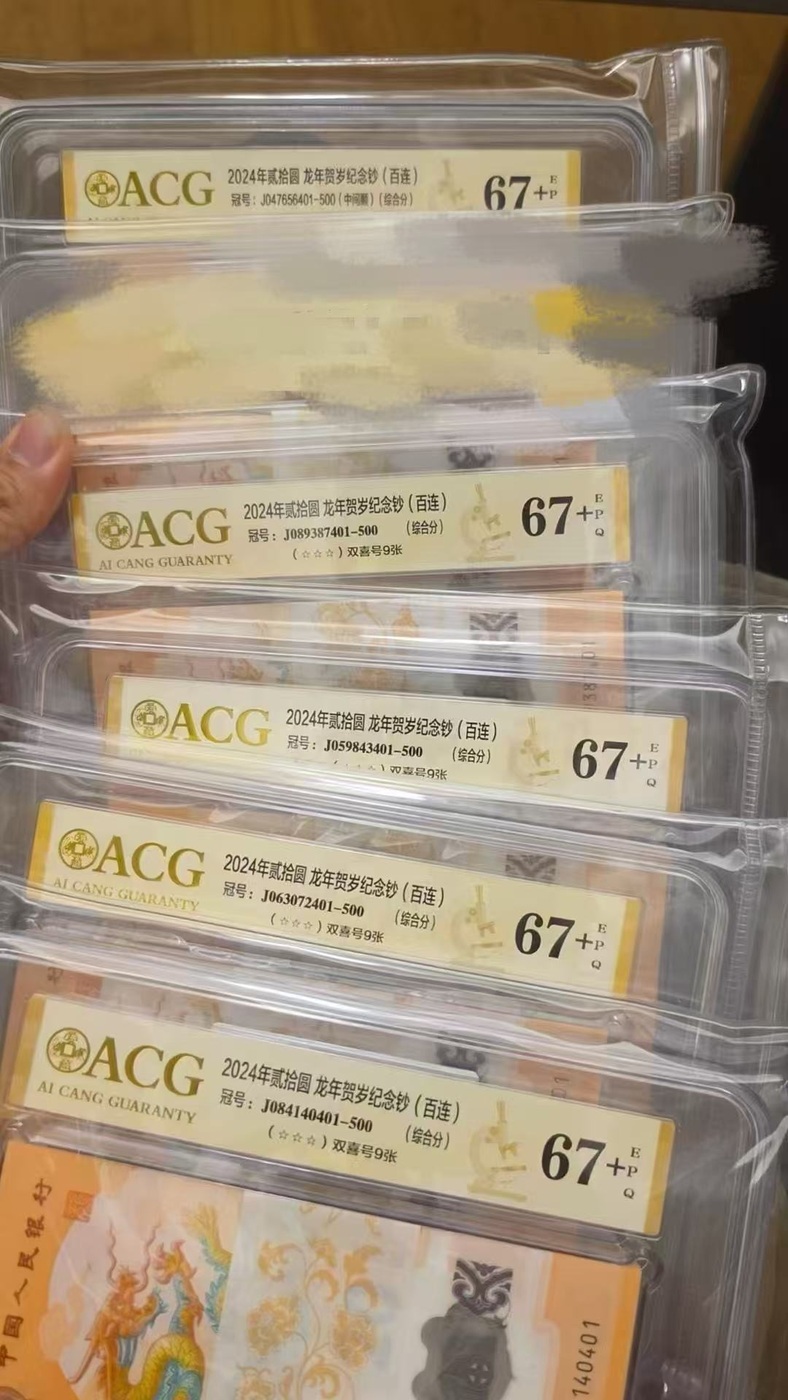 ACG
2024年贰拾圆 龙年贺岁纪念钞（百连）
冠号：J047656401-500（中间顺）（综合分）
67+
E
P
ACG
AI CANG GUARANTY
2024年贰拾圆 龙年贺岁纪念钞（百连）
冠号：J089387401-500 （综合分）
（☆☆☆）双喜号9张
67+
E
P
Q
ACG
2024年贰拾圆 龙年贺岁纪念钞（百连）
冠号：J059843401-500 （综合分）
双喜号9张
67+
E
P
Q
ACG
AI CANG GUARANTY
2024年贰拾圆 龙年贺岁纪念钞（百连）
冠号：J063072401-500 （综合分）
（☆☆☆）双喜号9张
67+
E
P
Q
ACG
AI CANG GUARANTY
2024年贰拾圆 龙年贺岁纪念钞（百连）
冠号：J084140401-500 （综合分）
（☆☆☆）双喜号9张
67+
E
P
Q
中国人民银行
140401